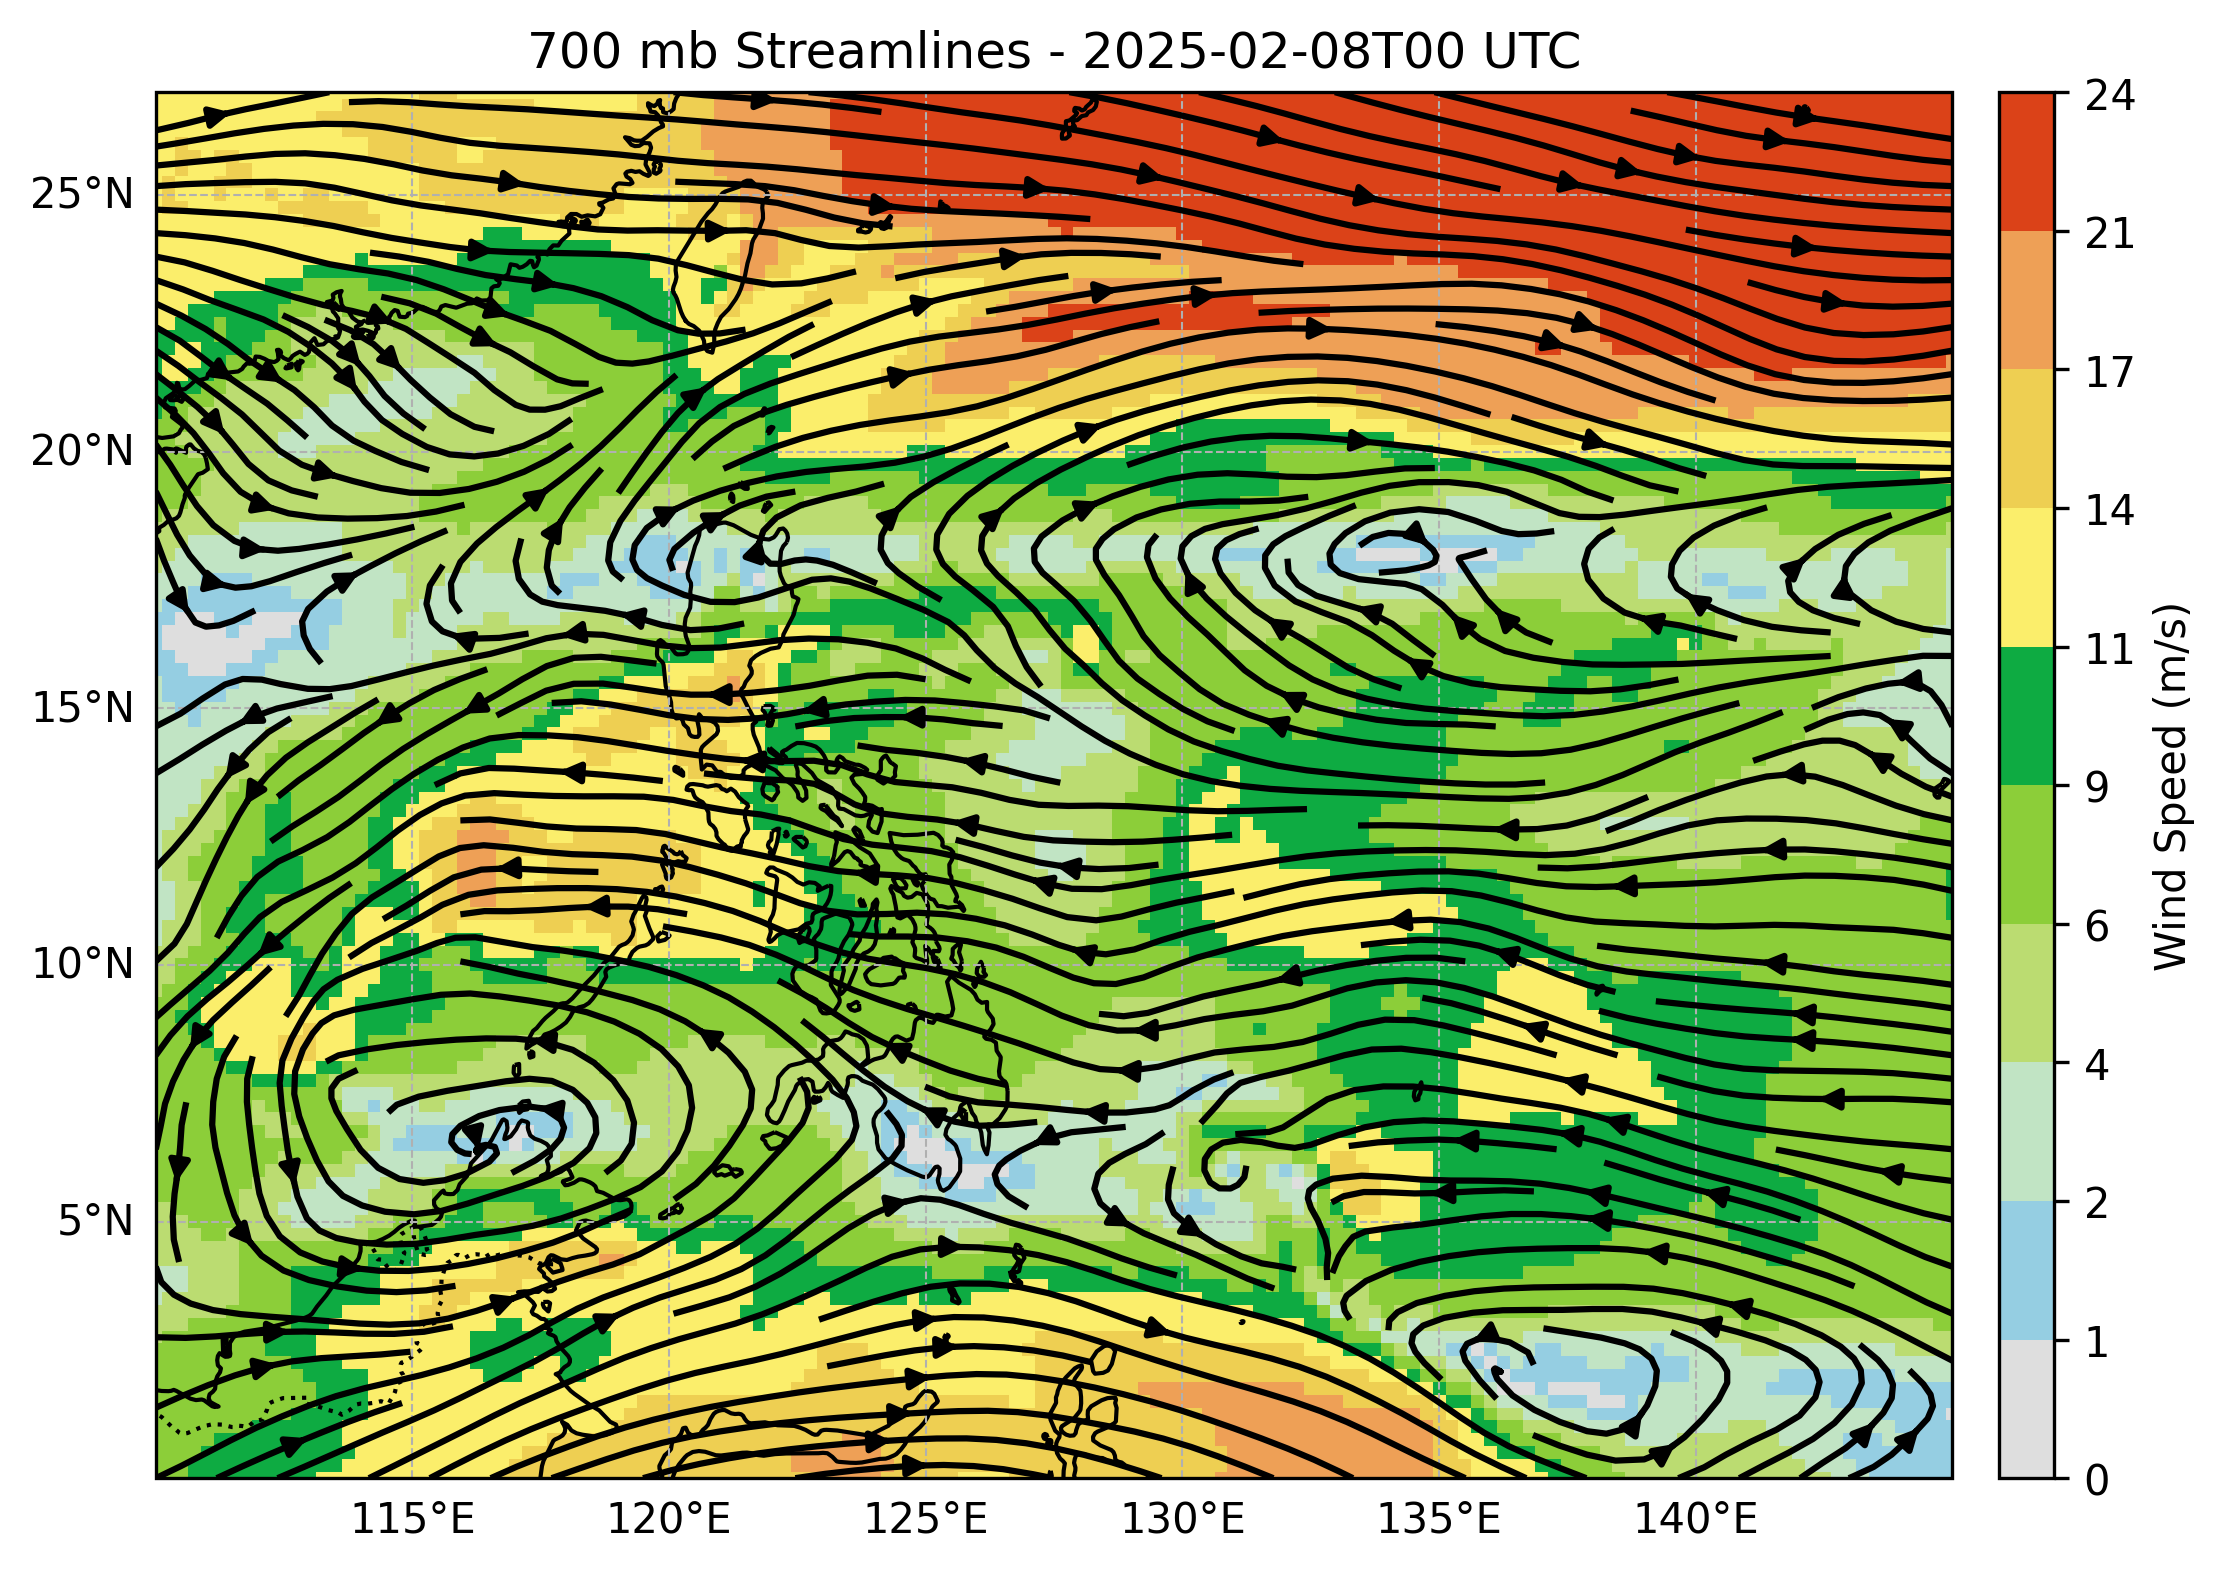 700 mb Streamlines - 2025-02-08T00 UTC
25°N
20°N
15°N
10°N
5°N
115°E
120°E
125°E
130°E
135°E
140°E
24
21
17
14
11
9
6
4
2
1
0
Wind Speed (m/s)